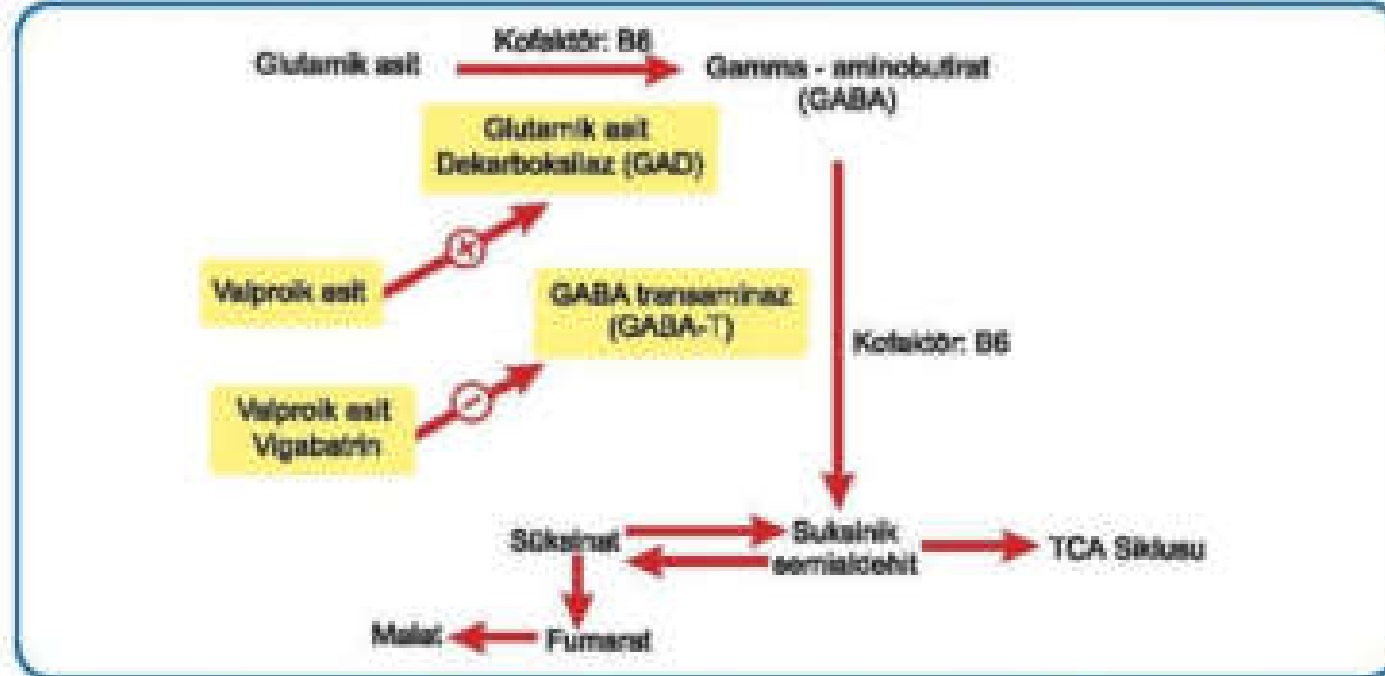 Kofaktör: B6
Glutamik asit
Gamma - aminobutirat
(GABA)
Glutamik asit
Dekarboksilaz (GAD)
Valproik asit
GABA transaminaz
(GABA-T)
Kofaktör: B6
Valproik asit
Vigabatrin
Süksinat
Suksinik
semialdehit
TCA Siklusu
Malat
Fumarat